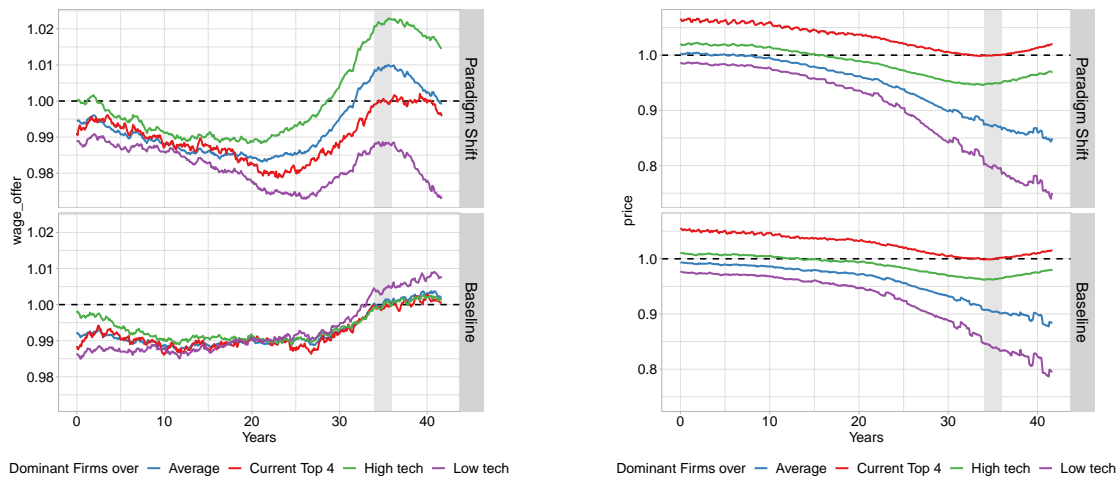 wage_offer
1.02
1.01
1.00
0.99
0.98
Paradigm Shift
1.02
1.01
1.00
0.99
0.98
Baseline
0 10 20 30 40
Years
Dominant Firms over Average Current Top 4 High tech Low tech
price
1.0
0.9
0.8
Paradigm Shift
1.0
0.9
0.8
Baseline
0 10 20 30 40
Years
Dominant Firms over Average Current Top 4 High tech Low tech